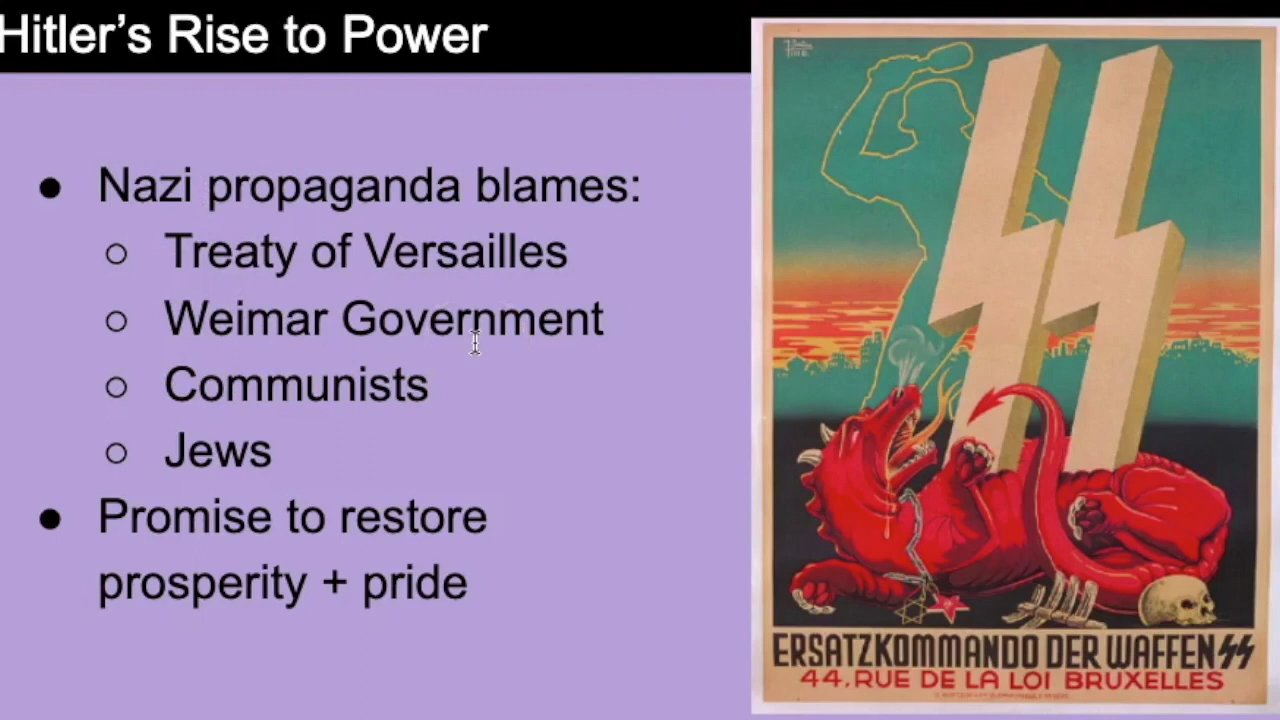 Hitler's Rise to Power
● Nazi propaganda blames:
○ Treaty of Versailles
○ Weimar Government
○ Communists
○ Jews
● Promise to restore
prosperity + pride
ERSATZKOMMANDO DER WAFFEN SS
44, RUE DE LA LOI BRUXELLES